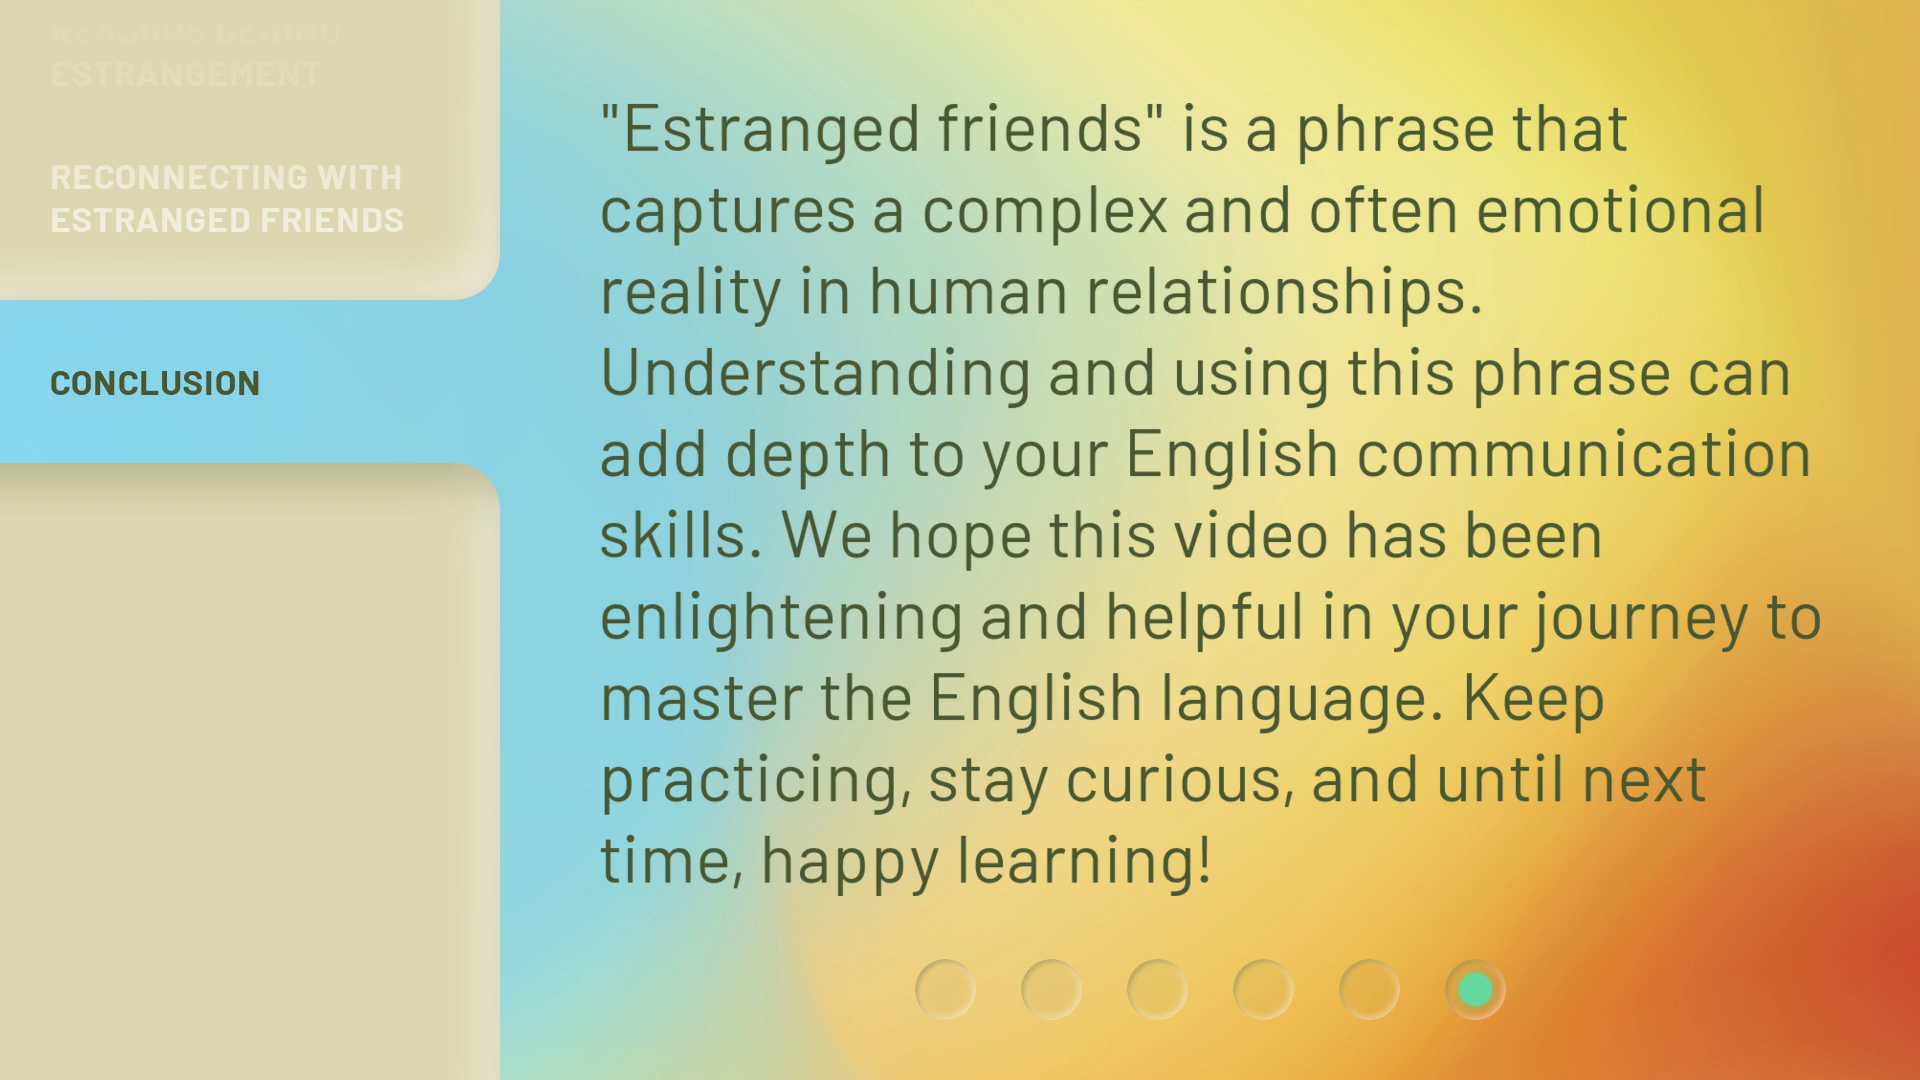 REASONS BEHIND
ESTRANGEMENT
RECONNECTING WITH
ESTRANGED FRIENDS
CONCLUSION
"Estranged friends" is a phrase that
captures a complex and often emotional
reality in human relationships.
Understanding and using this phrase can
add depth to your English communication
skills. We hope this video has been
enlightening and helpful in your journey to
master the English language. Keep
practicing, stay curious, and until next
time, happy learning!